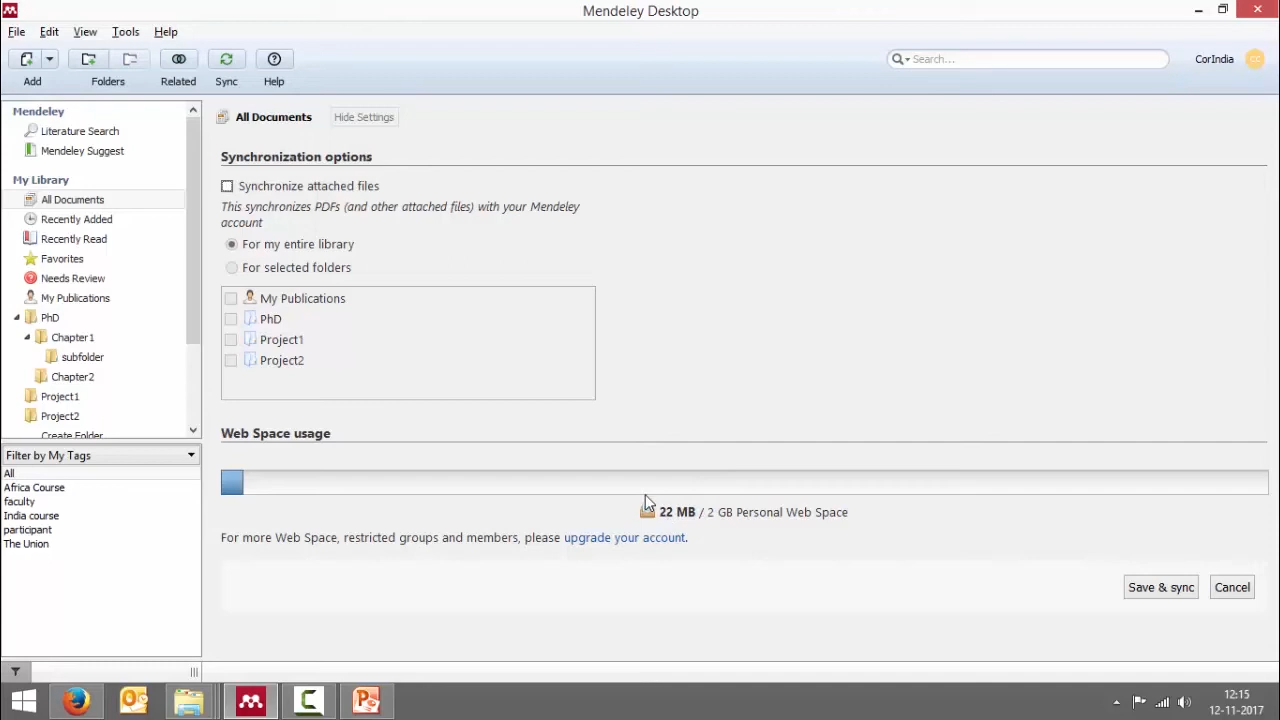 Mendeley Desktop
File Edit View Tools Help
Search...
CorIndia CC
Add Folders Related Sync Help
Mendeley
Literature Search
Mendeley Suggest
My Library
All Documents
Recently Added
Recently Read
Favorites
Needs Review
My Publications
PhD
Chapter1
subfolder
Chapter2
Project1
Project2
Create Folder
Filter by My Tags
All
Africa Course
faculty
India course
participant
The Union
All Documents Hide Settings
Synchronization options
Synchronize attached files
This synchronizes PDFs (and other attached files) with your Mendeley
account
For my entire library
For selected folders
My Publications
PhD
Project1
Project2
Web Space usage
22 MB / 2 GB Personal Web Space
For more Web Space, restricted groups and members, please upgrade your account.
Save & sync Cancel
12:15
12-11-2017